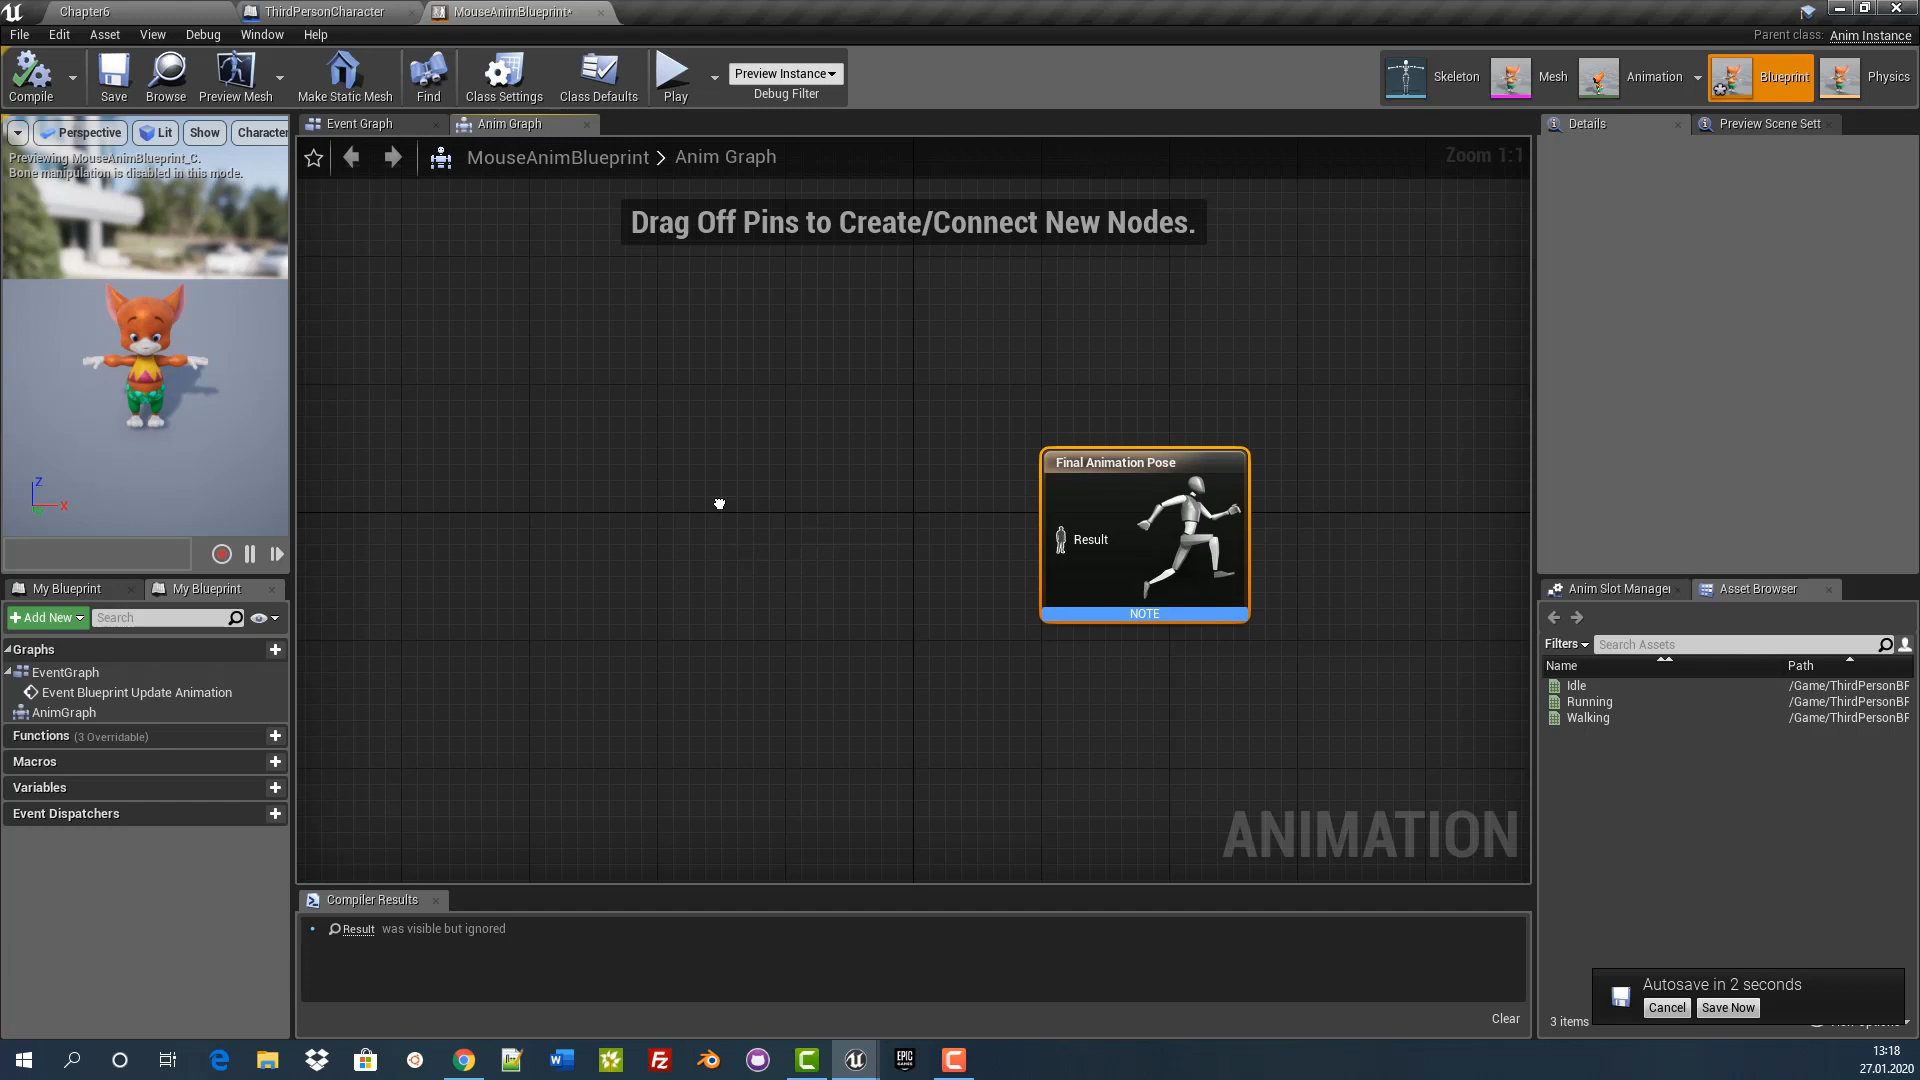 Chapter6
ThirdPersonCharacter
MouseAnimBlueprint*
File Edit Asset View Debug Window Help
Parent class: Anim Instance
Compile
Save
Browse
Preview Mesh
Make Static Mesh
Find
Class Settings
Class Defaults
Play
Preview Instance
Debug Filter
Skeleton
Mesh
Animation
Blueprint
Physics
Perspective Lit Show Character
Previewing MouseAnimBlueprint_C.
Bone manipulation is disabled in this mode.
Z
X
Event Graph
Anim Graph
MouseAnimBlueprint > Anim Graph
Zoom 1:1
Drag Off Pins to Create/Connect New Nodes.
Final Animation Pose
Result
NOTE
ANIMATION
Details
Preview Scene Sett
My Blueprint
My Blueprint
+ Add New
Search
Graphs
EventGraph
Event Blueprint Update Animation
AnimGraph
Functions (3 Overridable)
Macros
Variables
Event Dispatchers
Compiler Results
Result was visible but ignored
Clear
Anim Slot Manager
Asset Browser
Filters
Search Assets
Name Path
Idle /Game/ThirdPersonBF
Running /Game/ThirdPersonBF
Walking /Game/ThirdPersonBF
Autosave in 2 seconds
Cancel Save Now
3 items
13:18
27.01.2020